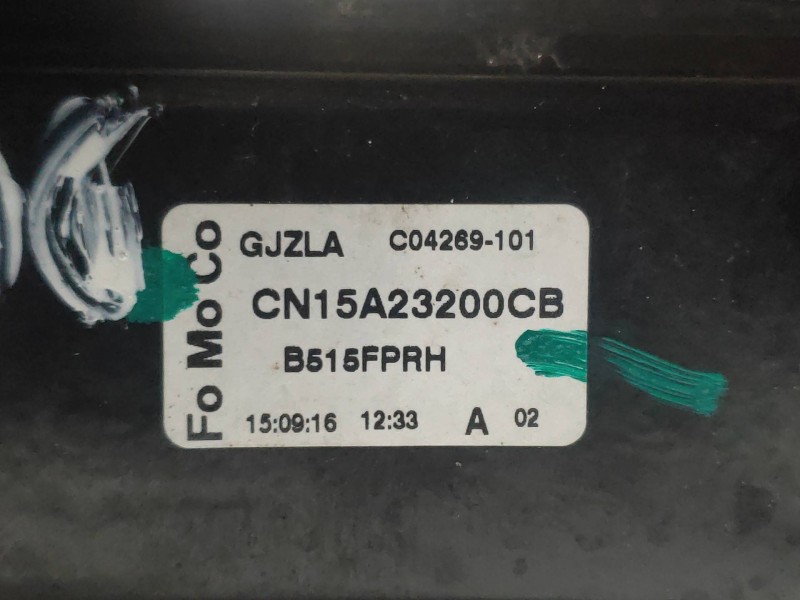 Fo Mo Co
GJZLA C04269-101
CN15A23200CB
B515FPRH
15:09:16 12:33 A 02